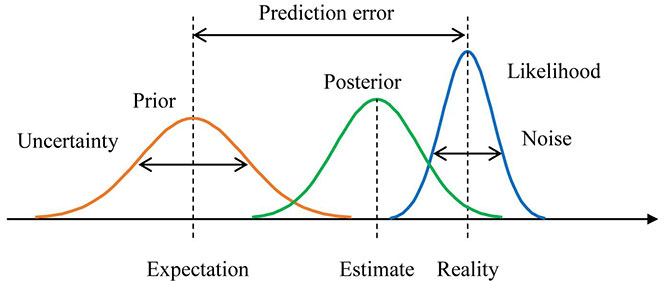 Prediction error
Likelihood
Posterior
Prior
Uncertainty
Noise
Expectation
Estimate
Reality